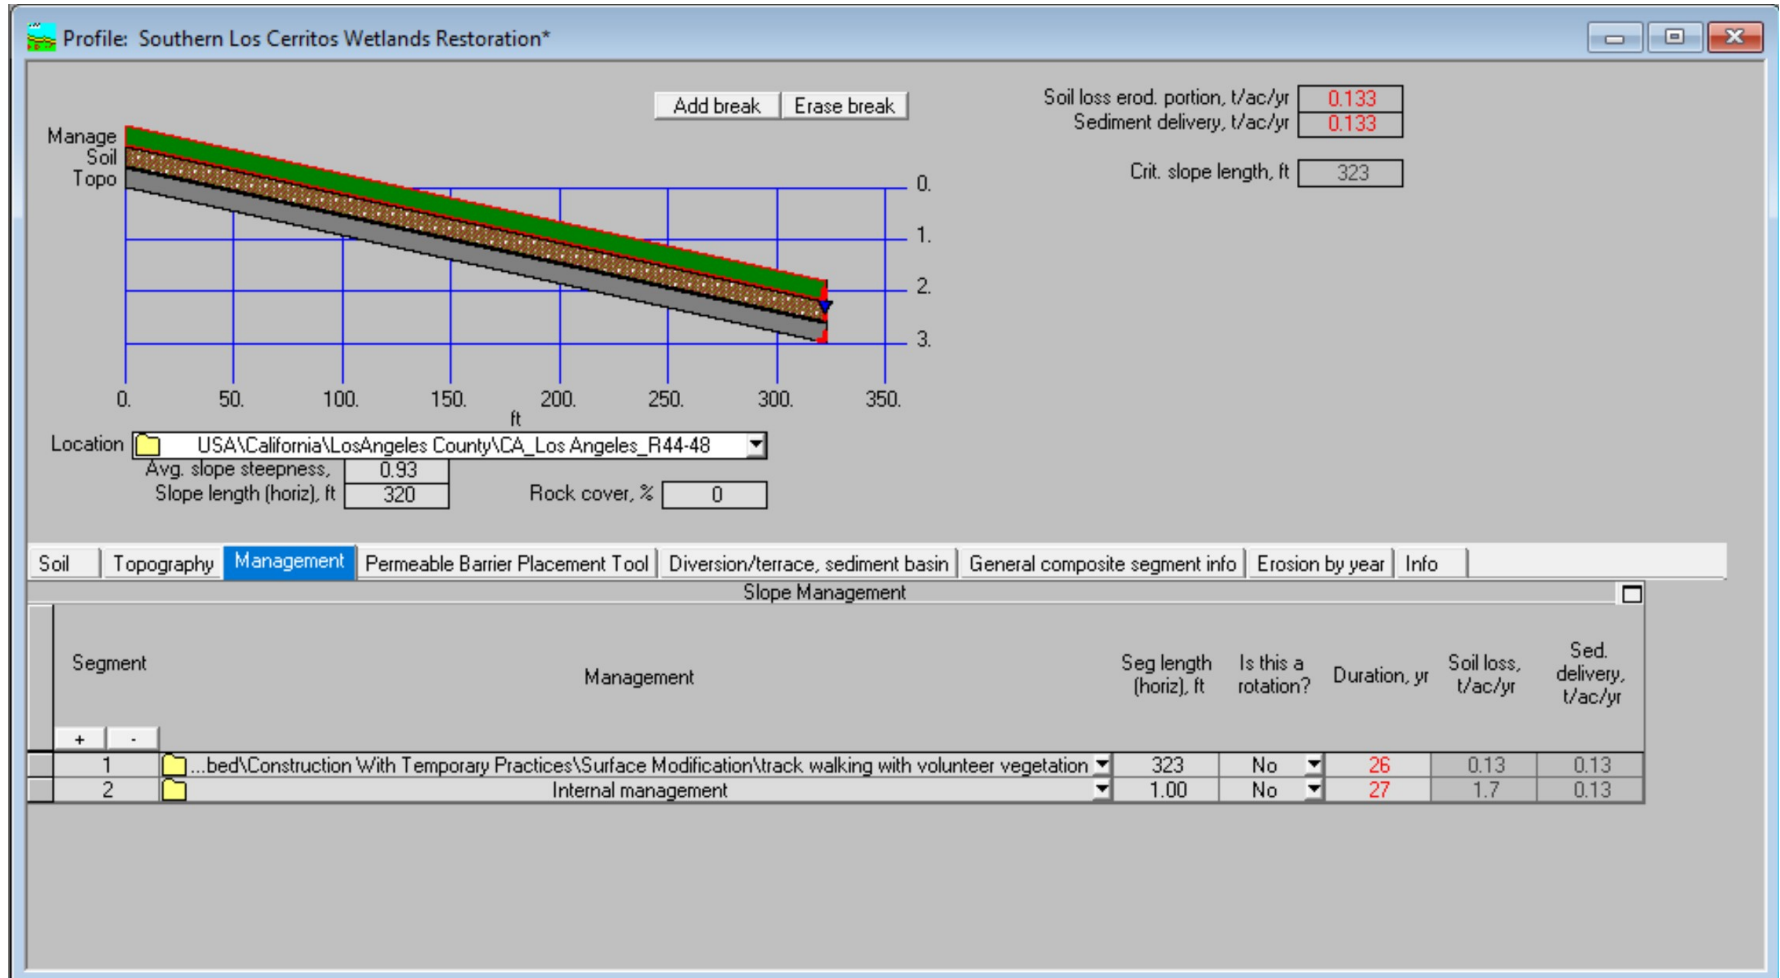 Profile: Southern Los Cerritos Wetlands Restoration*
Add break Erase break
Soil loss erod. portion, t/ac/yr 0.133
Sediment delivery, t/ac/yr 0.133
Crit. slope length, ft 323
Manage
Soil
Topo
0.
1.
2.
3.
0. 50. 100. 150. 200. 250. 300. 350.
ft
Location USA\California\LosAngeles County\CA_Los Angeles_R44-48
Avg. slope steepness, 0.93
Slope length (horiz), ft 320 Rock cover, % 0
Soil Topography Management Permeable Barrier Placement Tool Diversion/terrace, sediment basin General composite segment info Erosion by year Info
Slope Management
Segment Management Seg length (horiz), ft Is this a rotation? Duration, yr Soil loss, t/ac/yr Sed. delivery, t/ac/yr
+ -
1 ...bed\Construction With Temporary Practices\Surface Modification\track walking with volunteer vegetation 323 No 26 0.13 0.13
2 Internal management 1.00 No 27 1.7 0.13